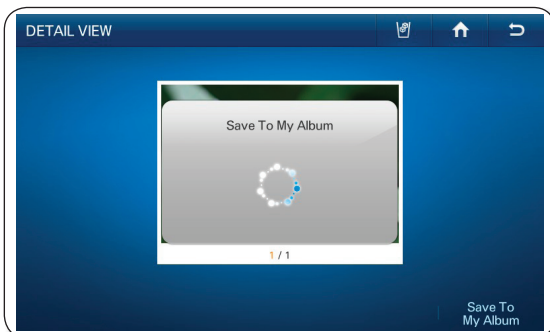 DETAIL VIEW
Save To My Album
1 / 1
Save To
My Album